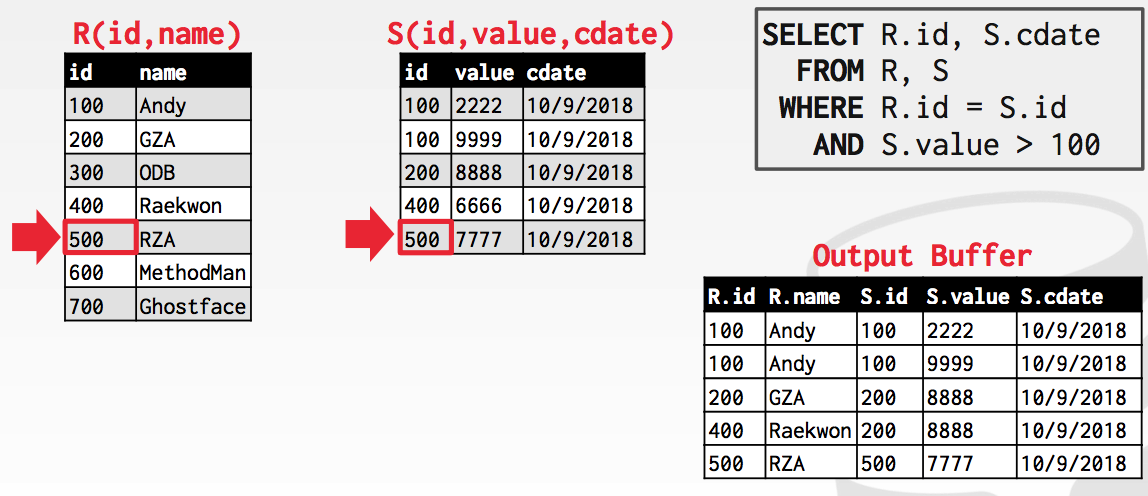 R(id,name)
id name
100 Andy
200 GZA
300 ODB
400 Raekwon
500 RZA
600 MethodMan
700 Ghostface
S(id,value,cdate)
id value cdate
100 2222 10/9/2018
100 9999 10/9/2018
200 8888 10/9/2018
400 6666 10/9/2018
500 7777 10/9/2018
SELECT R.id, S.cdate
FROM R, S
WHERE R.id = S.id
AND S.value > 100
Output Buffer
R.id R.name S.id S.value S.cdate
100 Andy 100 2222 10/9/2018
100 Andy 100 9999 10/9/2018
200 GZA 200 8888 10/9/2018
400 Raekwon 200 8888 10/9/2018
500 RZA 500 7777 10/9/2018